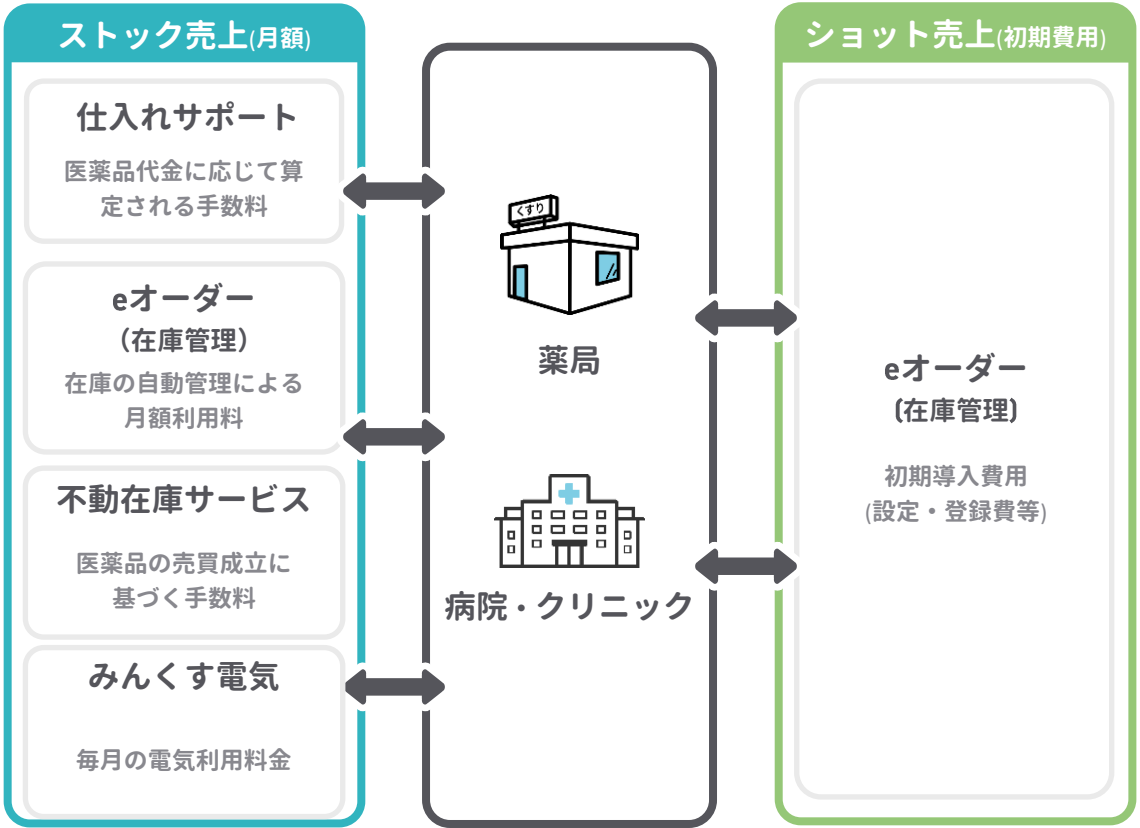 ストック売上(月額)
仕入れサポート
医薬品代金に応じて算
定される手数料
eオーダー
（在庫管理）
在庫の自動管理による
月額利用料
不動在庫サービス
医薬品の売買成立に
基づく手数料
みんくす電気
毎月の電気利用料金
くすり
薬局
病院・クリニック
ショット売上(初期費用)
eオーダー
(在庫管理)
初期導入費用
(設定・登録費等)